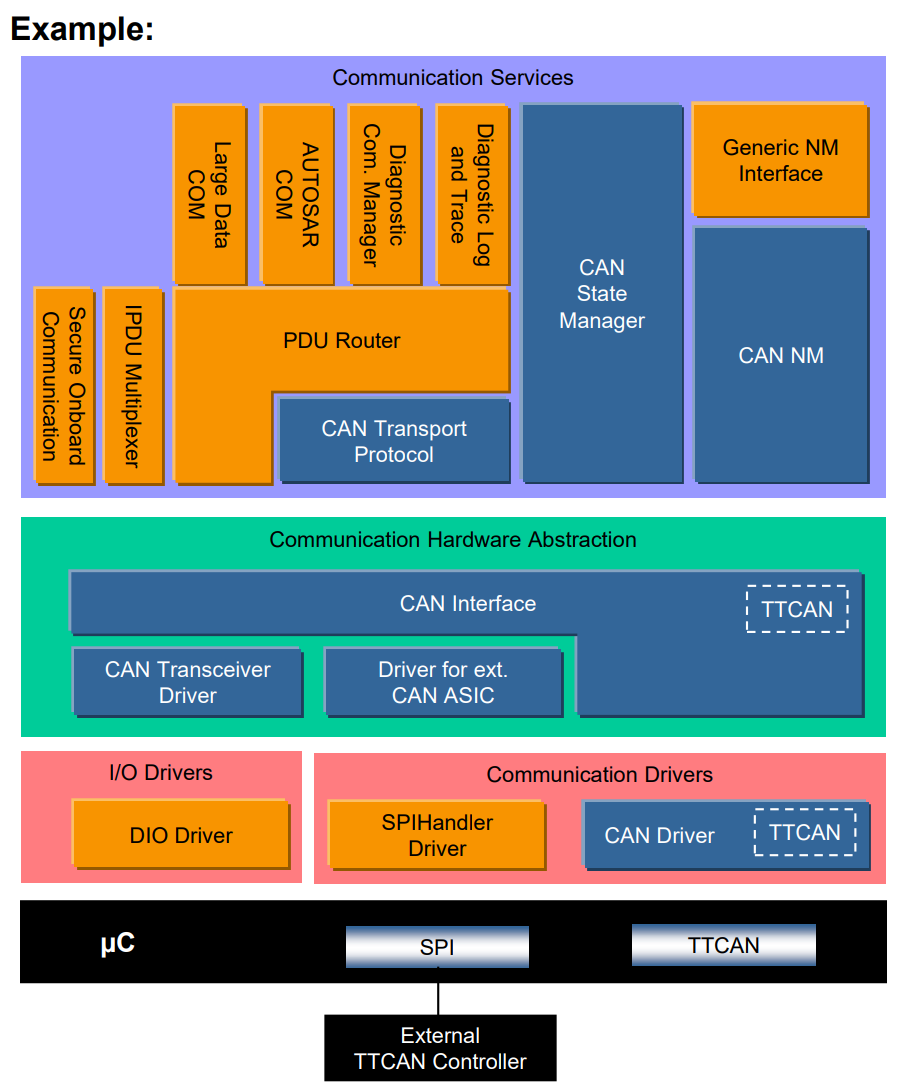 Example:
Communication Services
Large Data
COM
AUTOSAR
COM
Diagnostic
Com. Manager
Diagnostic Log
and Trace
CAN
State
Manager
Generic NM
Interface
CAN NM
Secure Onboard
Communication
IPDU Multiplexer
PDU Router
CAN Transport
Protocol
Communication Hardware Abstraction
CAN Interface
TTCAN
CAN Transceiver
Driver
Driver for ext.
CAN ASIC
I/O Drivers
DIO Driver
Communication Drivers
SPIHandler
Driver
CAN Driver
TTCAN
µC
SPI
TTCAN
External
TTCAN Controller